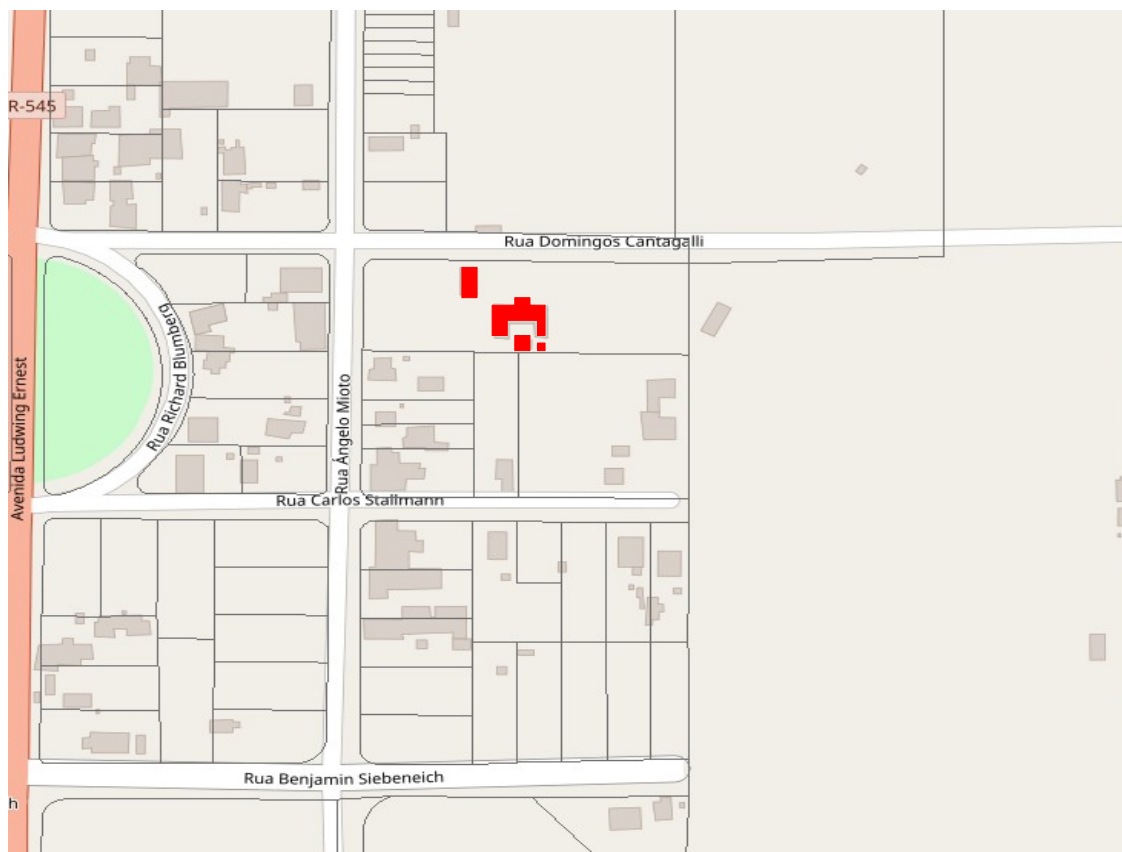 R-545
Rua Domingos Cantagalli
Rua Richard Blumberg
Avenida Ludwing Ernest
Rua Ângelo Mioto
Rua Carlos Stallmann
Rua Benjamin Siebeneich
h